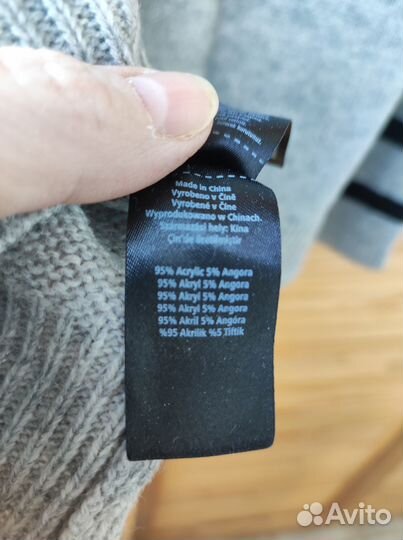 Made in China
Vyrobeno v Číně
Vyrobené v Číne
Wyprodukowano w Chinach.
Származási hely: Kína
Çin'de üretilmiştir
95% Acrylic 5% Angora
95% Akryl 5% Angora
95% Akryl 5% Angora
95% Akryl 5% Angora
95% Akril 5% Angóra
%95 Akrilik %5 Tiftik
Avito